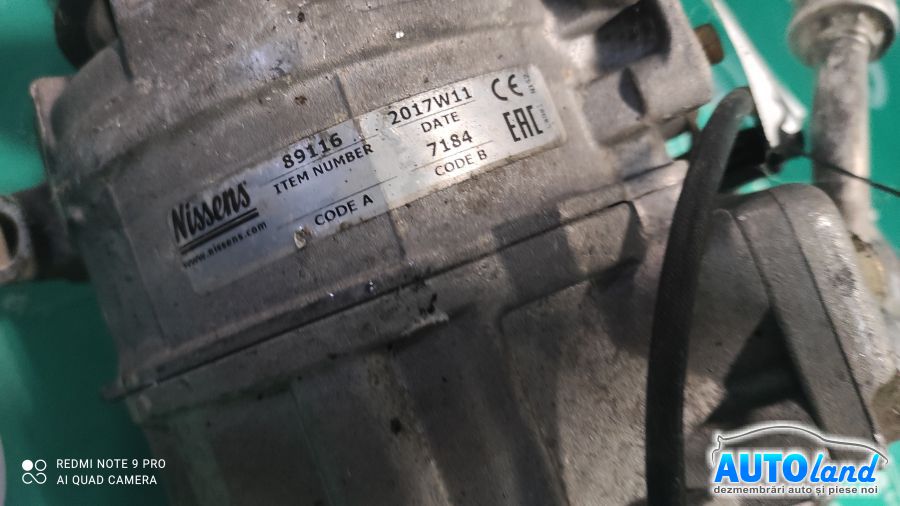 Nissens
www.nissens.com
89116
ITEM NUMBER
CODE A
2017W11
DATE
7184
CODE B
CE
EAC
REDMI NOTE 9 PRO
AI QUAD CAMERA
AUTOland
dezmembrări auto și piese noi